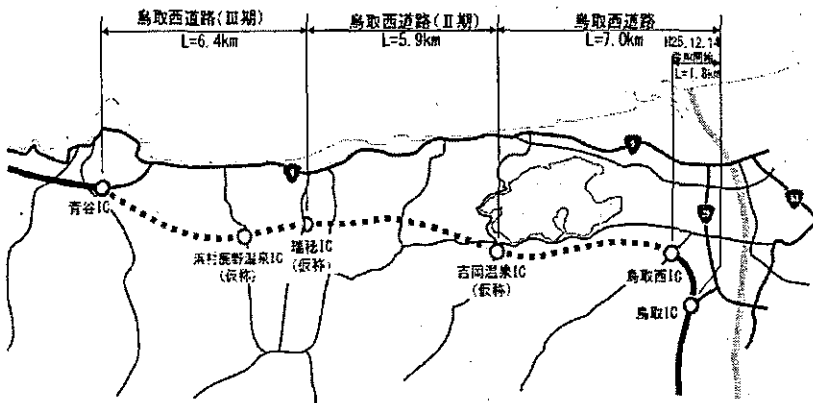 鳥取西道路(Ⅲ期)
L=6.4km
鳥取西道路(Ⅱ期)
L=5.9km
鳥取西道路
L=7.0km
H25.12.14
L=1.8km
9
9
29
53
青谷IC
浜村鹿野温泉IC
(仮称)
瑞穂IC
(仮称)
吉岡温泉IC
(仮称)
鳥取西IC
鳥取IC